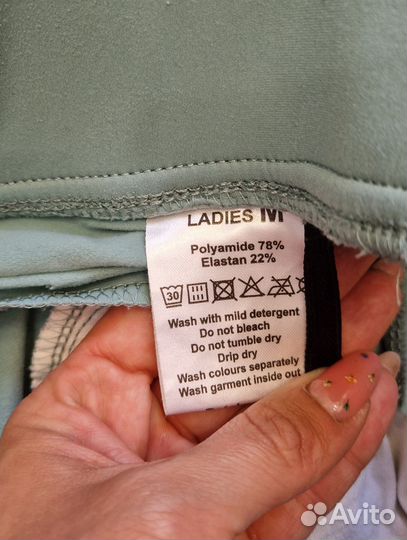 LADIES M
Polyamide 78%
Elastan 22%
30
Wash with mild detergent
Do not bleach
Do not tumble dry
Drip dry
Wash colours separately
Wash garment inside out
Avito